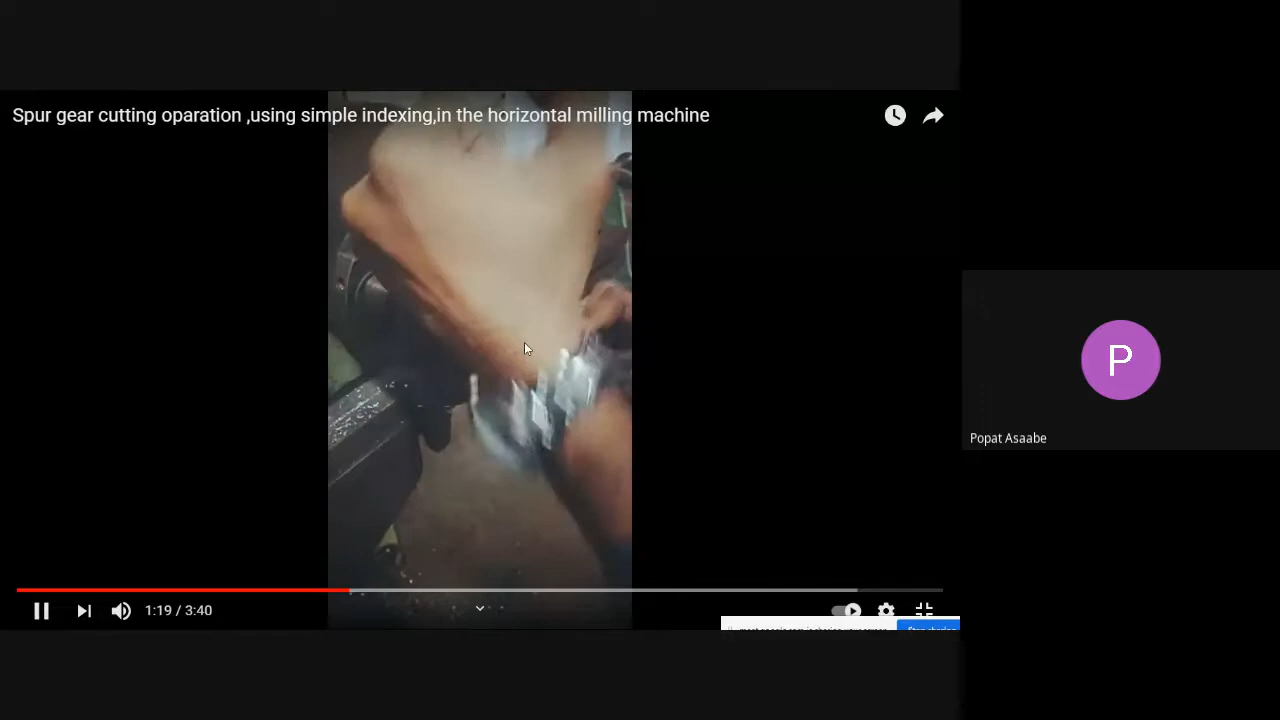 Spur gear cutting oparation ,using simple indexing,in the horizontal milling machine
P
Popat Asaabe
1:19 / 3:40